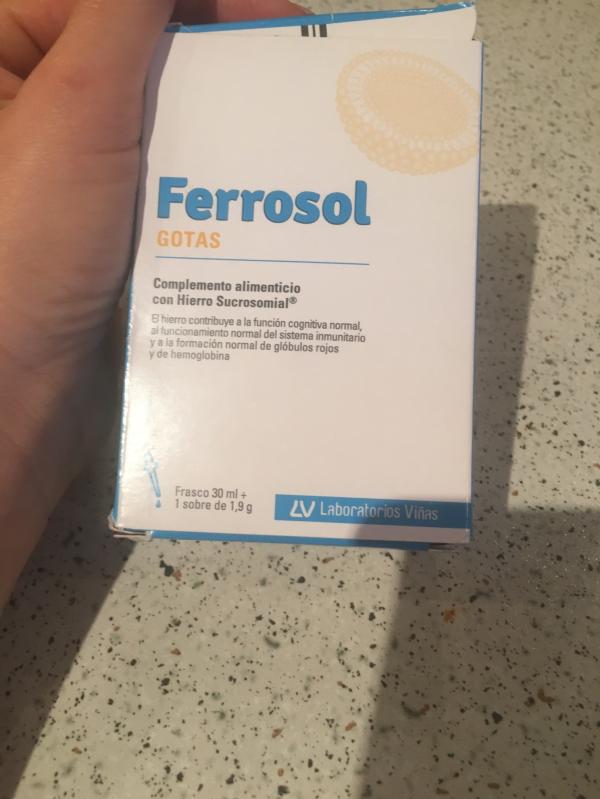 Ferrosol
GOTAS
Complemento alimenticio
con Hierro Sucrosomial®
El hierro contribuye a la función cognitiva normal,
al funcionamiento normal del sistema inmunitario
y a la formación normal de glóbulos rojos
y de hemoglobina
Frasco 30 ml +
1 sobre de 1,9 g
LV Laboratorios Viñas